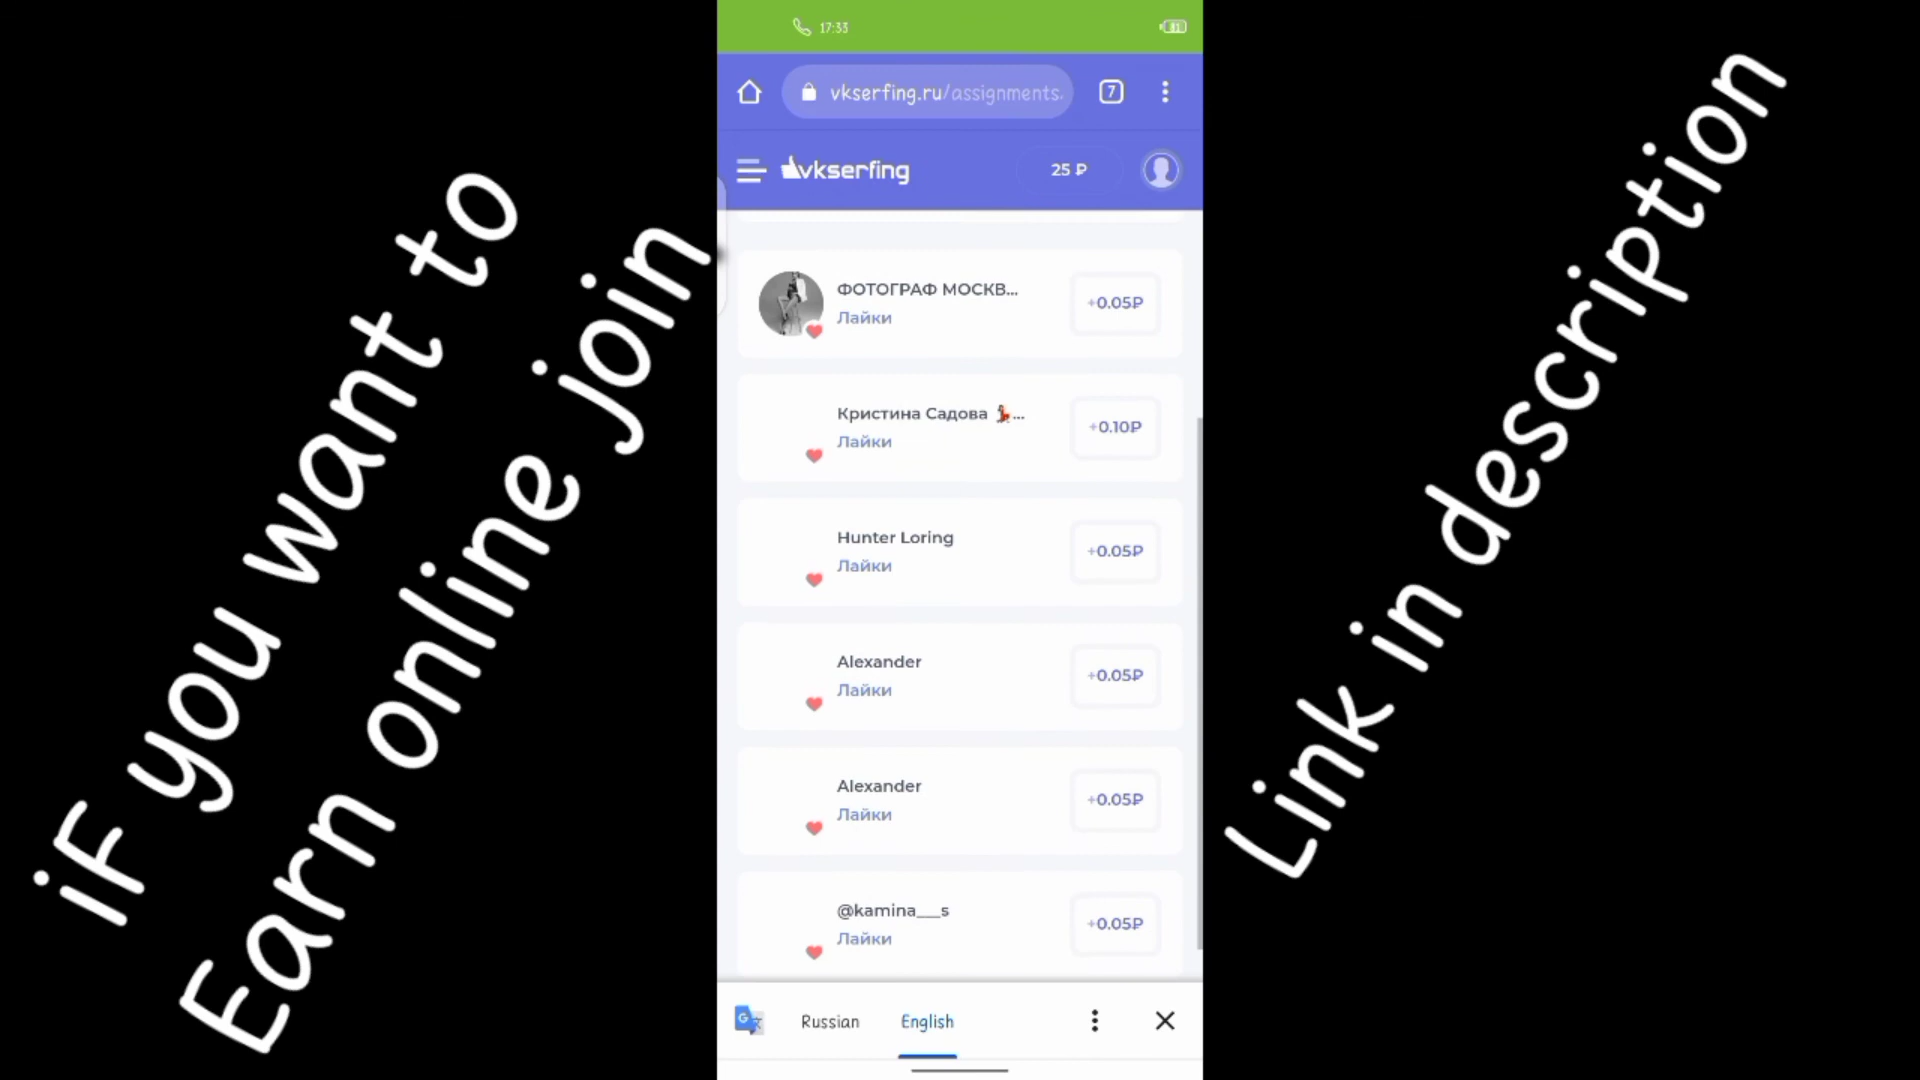 iF you want to
Earn online join
17:33
vkserfing.ru/assignments.
7
vkserfing
25 ₽
ФОТОГРАФ МОСКВ...
Лайки
+0.05₽
Кристина Садова 💃...
Лайки
+0.10₽
Hunter Loring
Лайки
+0.05₽
Alexander
Лайки
+0.05₽
Alexander
Лайки
+0.05₽
@kamina___s
Лайки
+0.05₽
Russian
English
Link in description